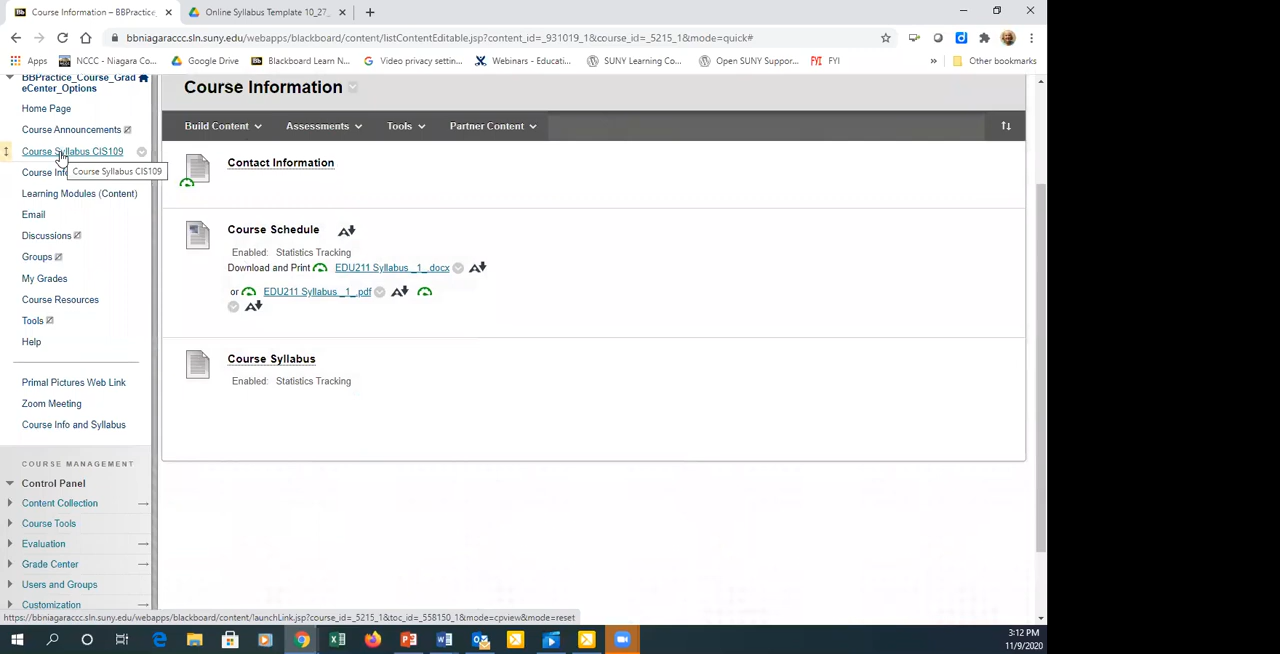 Course Information – BBPractice_
Online Syllabus Template 10_27_
bbniagaraccc.sln.suny.edu/webapps/blackboard/content/listContentEditable.jsp?content_id=_931019_1&course_id=_5215_1&mode=quick#
Apps
NCCC - Niagara Co...
Google Drive
Blackboard Learn N...
Video privacy settin...
Webinars - Educati...
SUNY Learning Co...
Open SUNY Suppor...
FYI
»
Other bookmarks
BBPractice_Course_Grad
eCenter_Options
Home Page
Course Announcements
Course Syllabus CIS109
Course Syllabus CIS109
Course Info
Learning Modules (Content)
Email
Discussions
Groups
My Grades
Course Resources
Tools
Help
Primal Pictures Web Link
Zoom Meeting
Course Info and Syllabus
COURSE MANAGEMENT
Control Panel
Content Collection
Course Tools
Evaluation
Grade Center
Users and Groups
Customization
Course Information
Build Content
Assessments
Tools
Partner Content
Contact Information
Course Schedule
Enabled: Statistics Tracking
Download and Print EDU211 Syllabus _1_.docx
or EDU211 Syllabus _1_.pdf
Course Syllabus
Enabled: Statistics Tracking
https://bbniagaraccc.sln.suny.edu/webapps/blackboard/content/launchLink.jsp?course_id=_5215_1&toc_id=_558150_1&mode=cpview&mode=reset
3:12 PM
11/9/2020